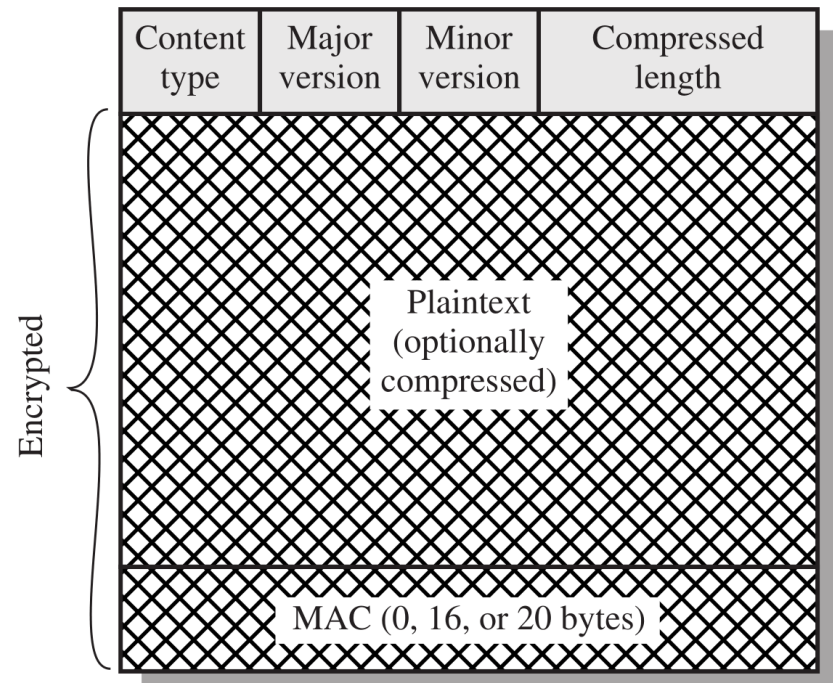 Content
type
Major
version
Minor
version
Compressed
length
Encrypted
Plaintext
(optionally
compressed)
MAC (0, 16, or 20 bytes)